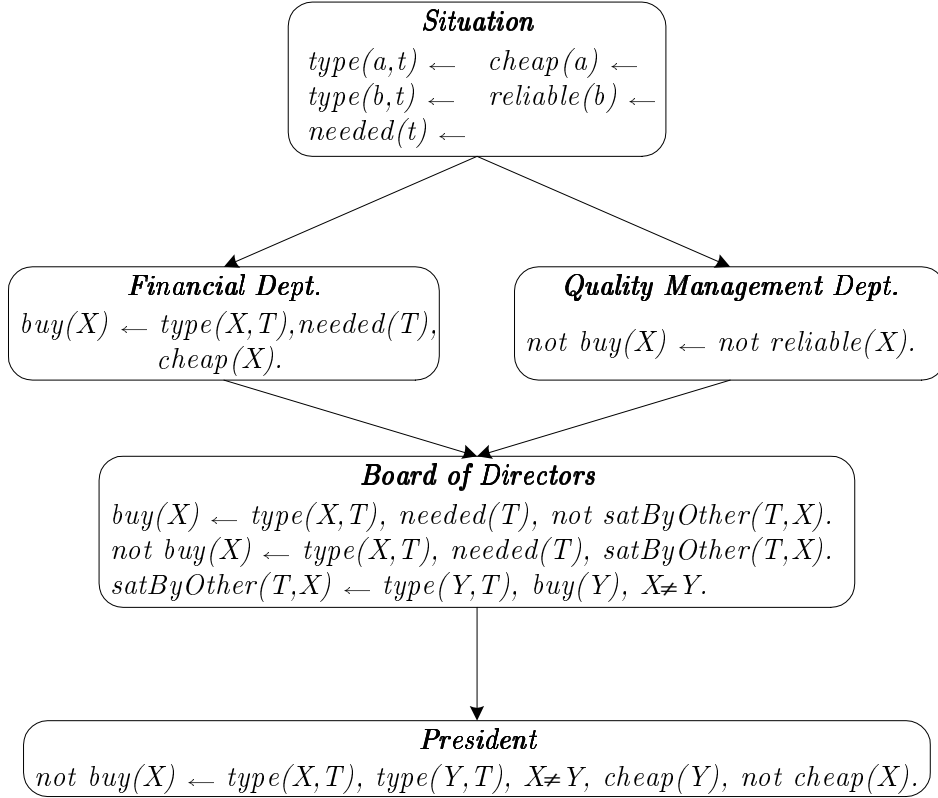 Situation
type(a,t) ← cheap(a) ←
type(b,t) ← reliable(b) ←
needed(t) ←
Financial Dept.
buy(X) ← type(X,T),needed(T),
cheap(X).
Quality Management Dept.
not buy(X) ← not reliable(X).
Board of Directors
buy(X) ← type(X,T), needed(T), not satByOther(T,X).
not buy(X) ← type(X,T), needed(T), satByOther(T,X).
satByOther(T,X) ← type(Y,T), buy(Y), X≠Y.
President
not buy(X) ← type(X,T), type(Y,T), X≠Y, cheap(Y), not cheap(X).